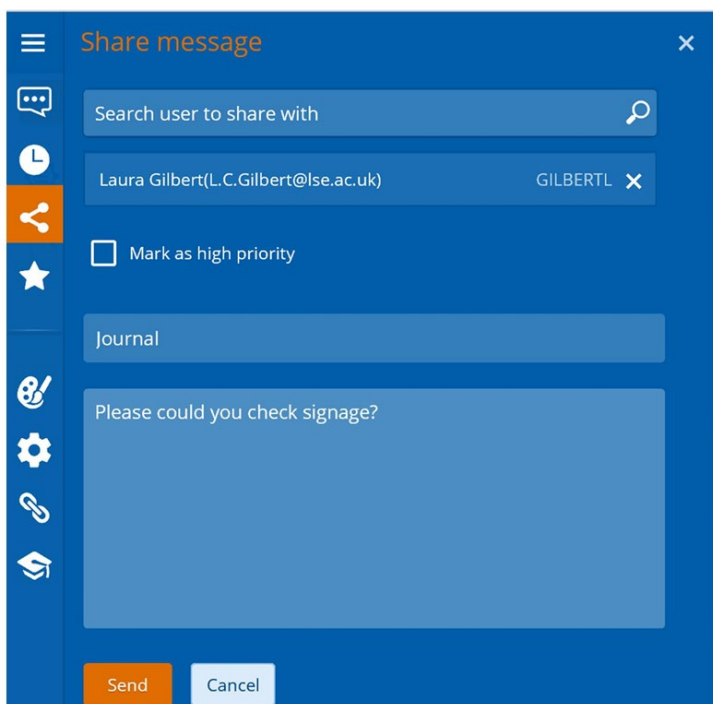 Share message
Search user to share with
Laura Gilbert(L.C.Gilbert@lse.ac.uk) GILBERTL
Mark as high priority
Journal
Please could you check signage?
Send Cancel